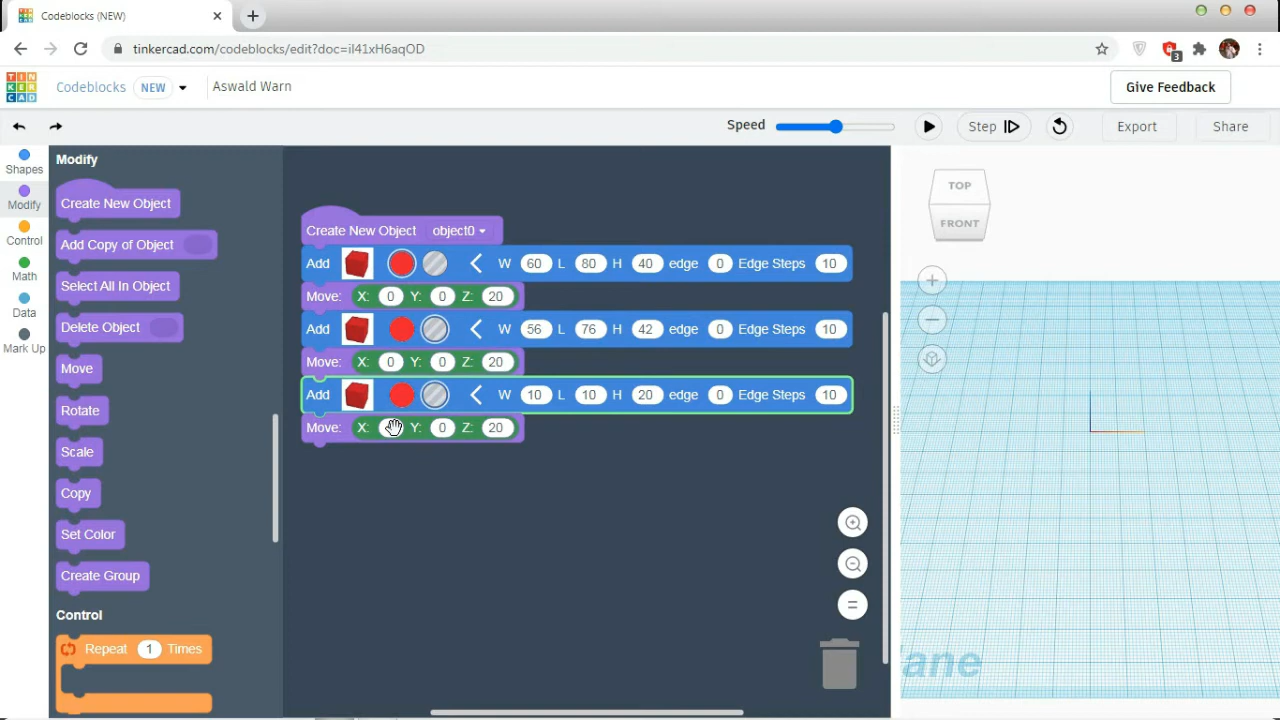 Codeblocks (NEW)
tinkercad.com/codeblocks/edit?doc=il41xH6aqOD
3
TIN
KER
CAD
Codeblocks NEW Aswald Warn Give Feedback
Speed Step Export Share
Shapes
Modify
Control
Math
Data
Mark Up
Modify
Create New Object
Add Copy of Object
Select All In Object
Delete Object
Move
Rotate
Scale
Copy
Set Color
Create Group
Control
Repeat 1 Times
Create New Object object0
Add W 60 L 80 H 40 edge 0 Edge Steps 10
Move: X: 0 Y: 0 Z: 20
Add W 56 L 76 H 42 edge 0 Edge Steps 10
Move: X: 0 Y: 0 Z: 20
Add W 10 L 10 H 20 edge 0 Edge Steps 10
Move: X: Y: 0 Z: 20
TOP
FRONT
ane